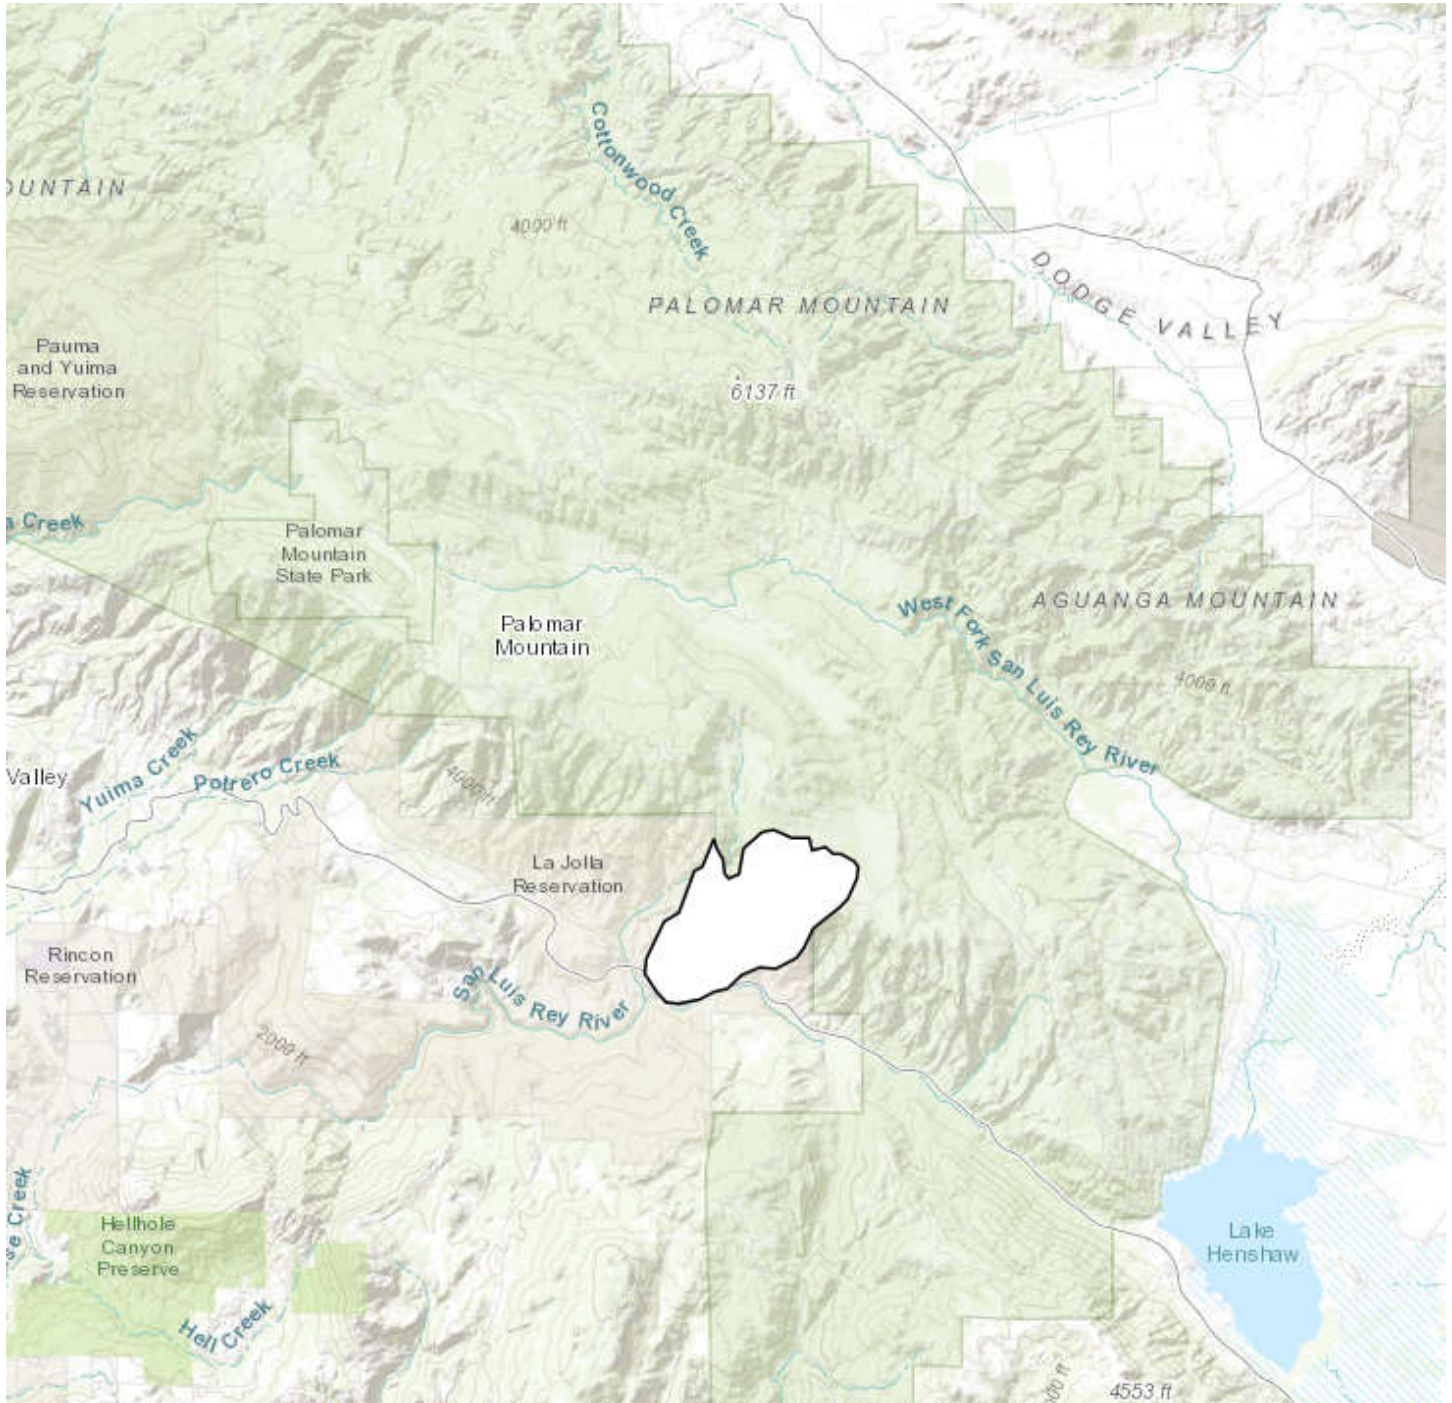 Cottonwood Creek
OUNTAIN
4000 ft
PALOMAR MOUNTAIN
DODGE VALLEY
Pauma
and Yuima
Reservation
6137 ft
a Creek
Palomar
Mountain
State Park
Palomar
Mountain
West Fork San Luis Rey River
AGUANGA MOUNTAIN
4000 ft
Valley
Yuima Creek
Potrero Creek
4000 ft
La Jolla
Reservation
Rincon
Reservation
San Luis Rey River
2000 ft
se Creek
Hellhole
Canyon
Preserve
Hell Creek
Lake
Henshaw
00 ft
4553 ft